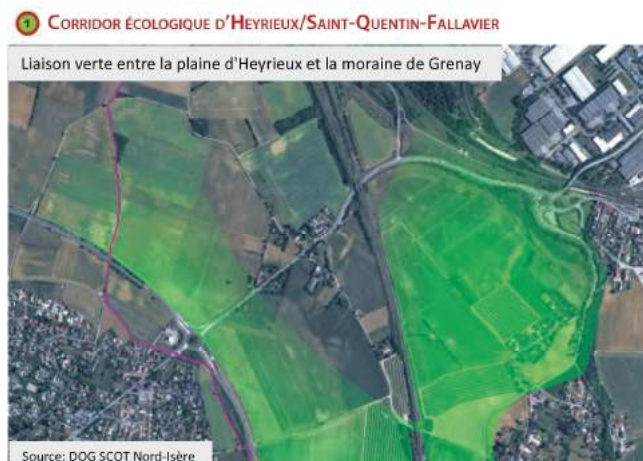 1 CORRIDOR ÉCOLOGIQUE D'HEYRIEUX/SAINT-QUENTIN-FALLAVIER
Liaison verte entre la plaine d'Heyrieux et la moraine de Grenay
Source: DOG SCOT Nord-Isère